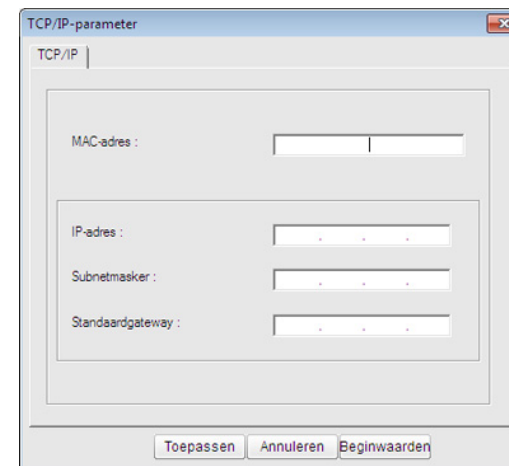 TCP/IP-parameter
TCP/IP
MAC-adres :
IP-adres :
. . .
Subnetmasker :
. . .
Standaardgateway :
. . .
Toepassen Annuleren Beginwaarden